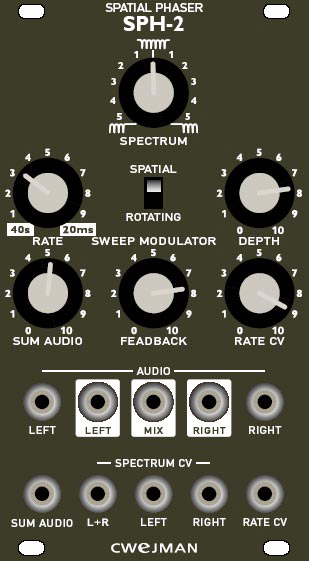 SPATIAL PHASER
SPH-2
1 1
2 2
3 3
4 4
5 5
SPECTRUM
SPATIAL
ROTATING
0 1 2 3 4 5 6 7 8 9 10
40s 20ms
RATE
SWEEP MODULATOR
0 1 2 3 4 5 6 7 8 9 10
DEPTH
0 1 2 3 4 5 6 7 8 9 10
SUM AUDIO
0 1 2 3 4 5 6 7 8 9 10
FEADBACK
0 1 2 3 4 5 6 7 8 9 10
RATE CV
AUDIO
LEFT LEFT MIX RIGHT RIGHT
SPECTRUM CV
SUM AUDIO L+R LEFT RIGHT RATE CV
CWEJMAN